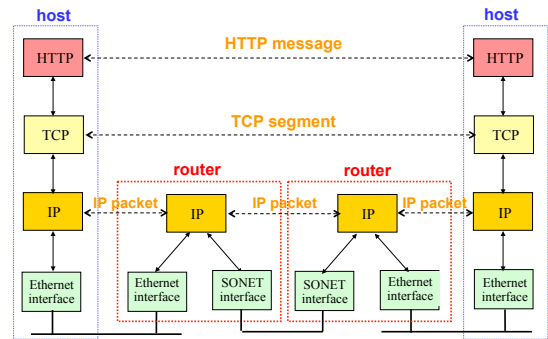 host
host
HTTP
HTTP message
HTTP
TCP
TCP segment
TCP
router
router
IP
IP packet
IP
IP packet
IP
IP packet
IP
Ethernet
interface
Ethernet
interface
SONET
interface
SONET
interface
Ethernet
interface
Ethernet
interface